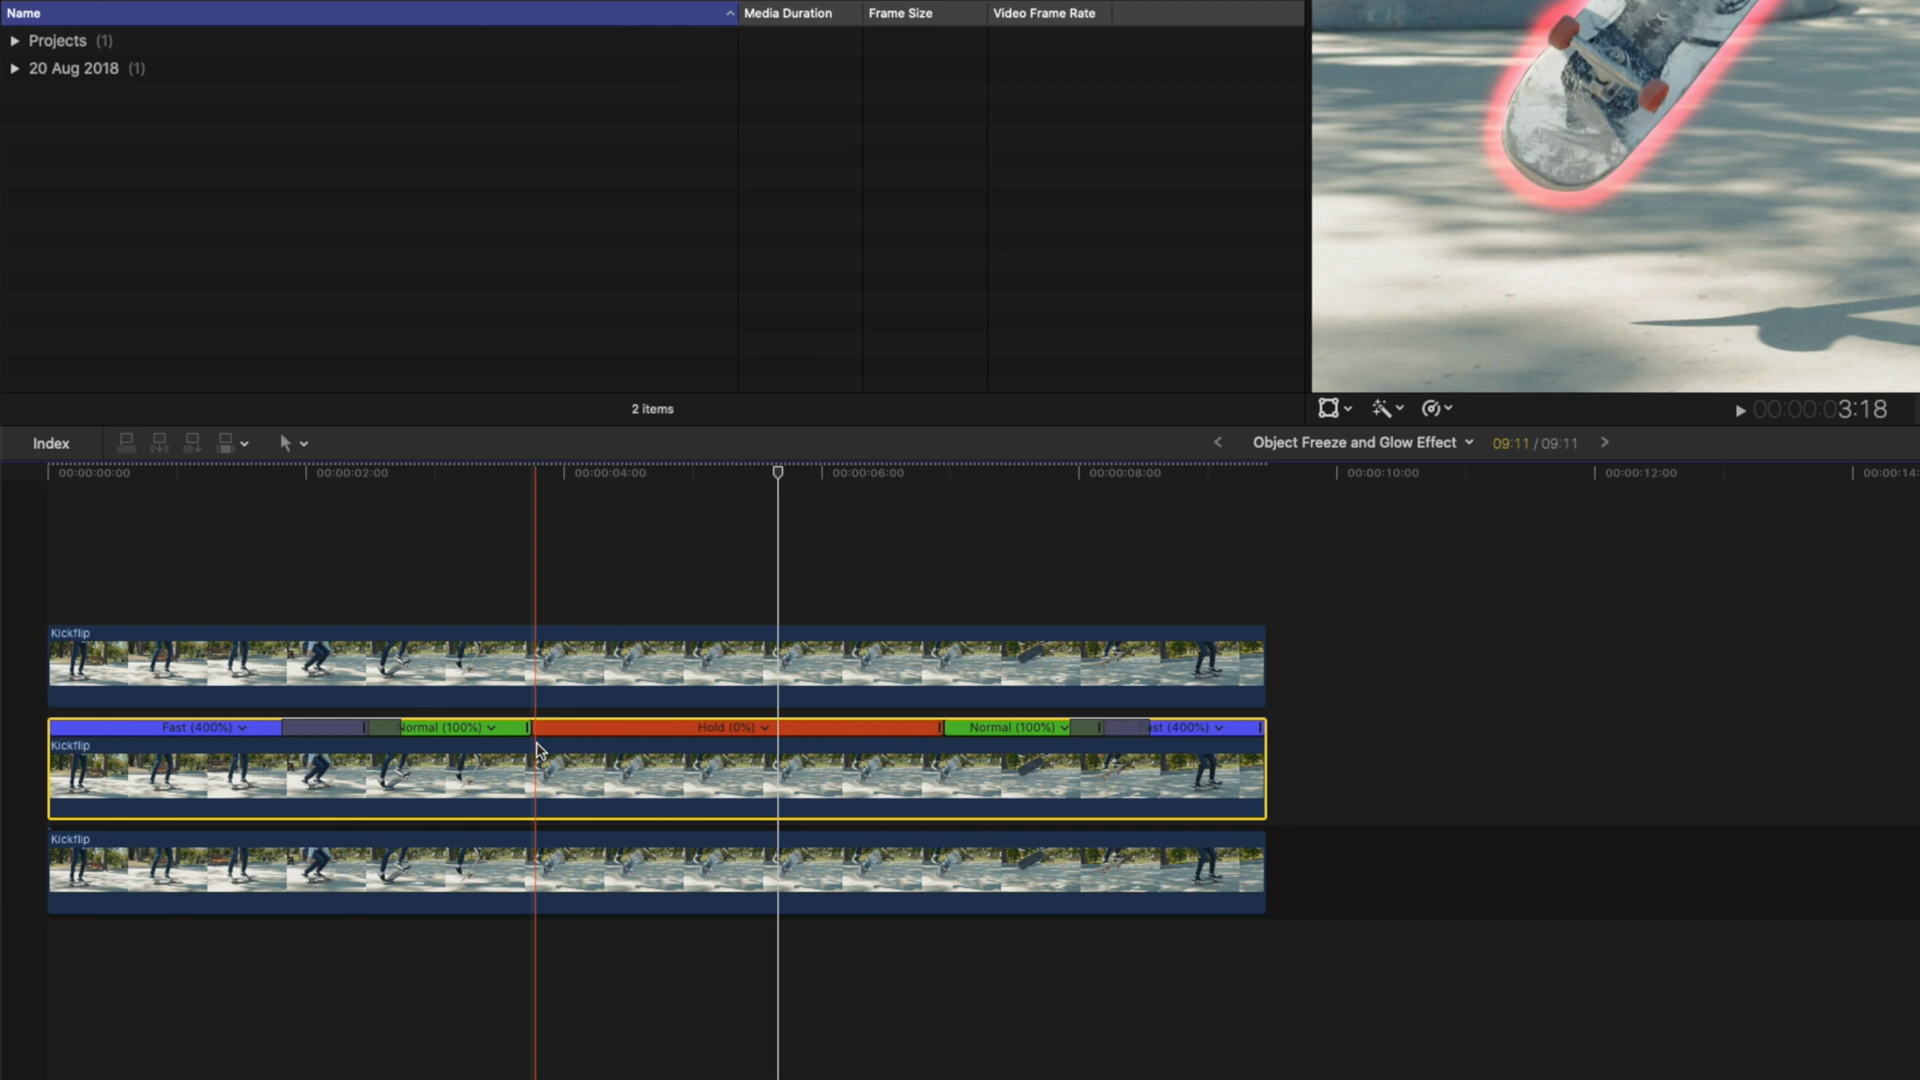 Name Media Duration Frame Size Video Frame Rate
Projects (1)
20 Aug 2018 (1)
2 items
00:00:03:18
Index
Object Freeze and Glow Effect
09:11 / 09:11
00:00:00:00 00:00:02:00 00:00:04:00 00:00:06:00 00:00:08:00 00:00:10:00 00:00:12:00 00:00:14:
Kickflip
Fast (400%) Normal (100%) Hold (0%) Normal (100%) Fast (400%)
Kickflip
Kickflip